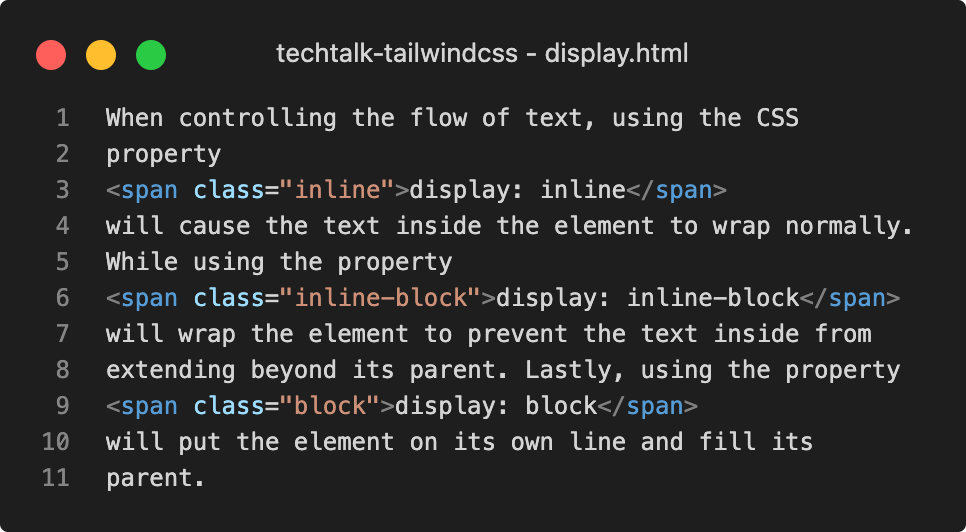 techtalk-tailwindcss - display.html
1 When controlling the flow of text, using the CSS
2 property
3 <span class="inline">display: inline</span>
4 will cause the text inside the element to wrap normally.
5 While using the property
6 <span class="inline-block">display: inline-block</span>
7 will wrap the element to prevent the text inside from
8 extending beyond its parent. Lastly, using the property
9 <span class="block">display: block</span>
10 will put the element on its own line and fill its
11 parent.